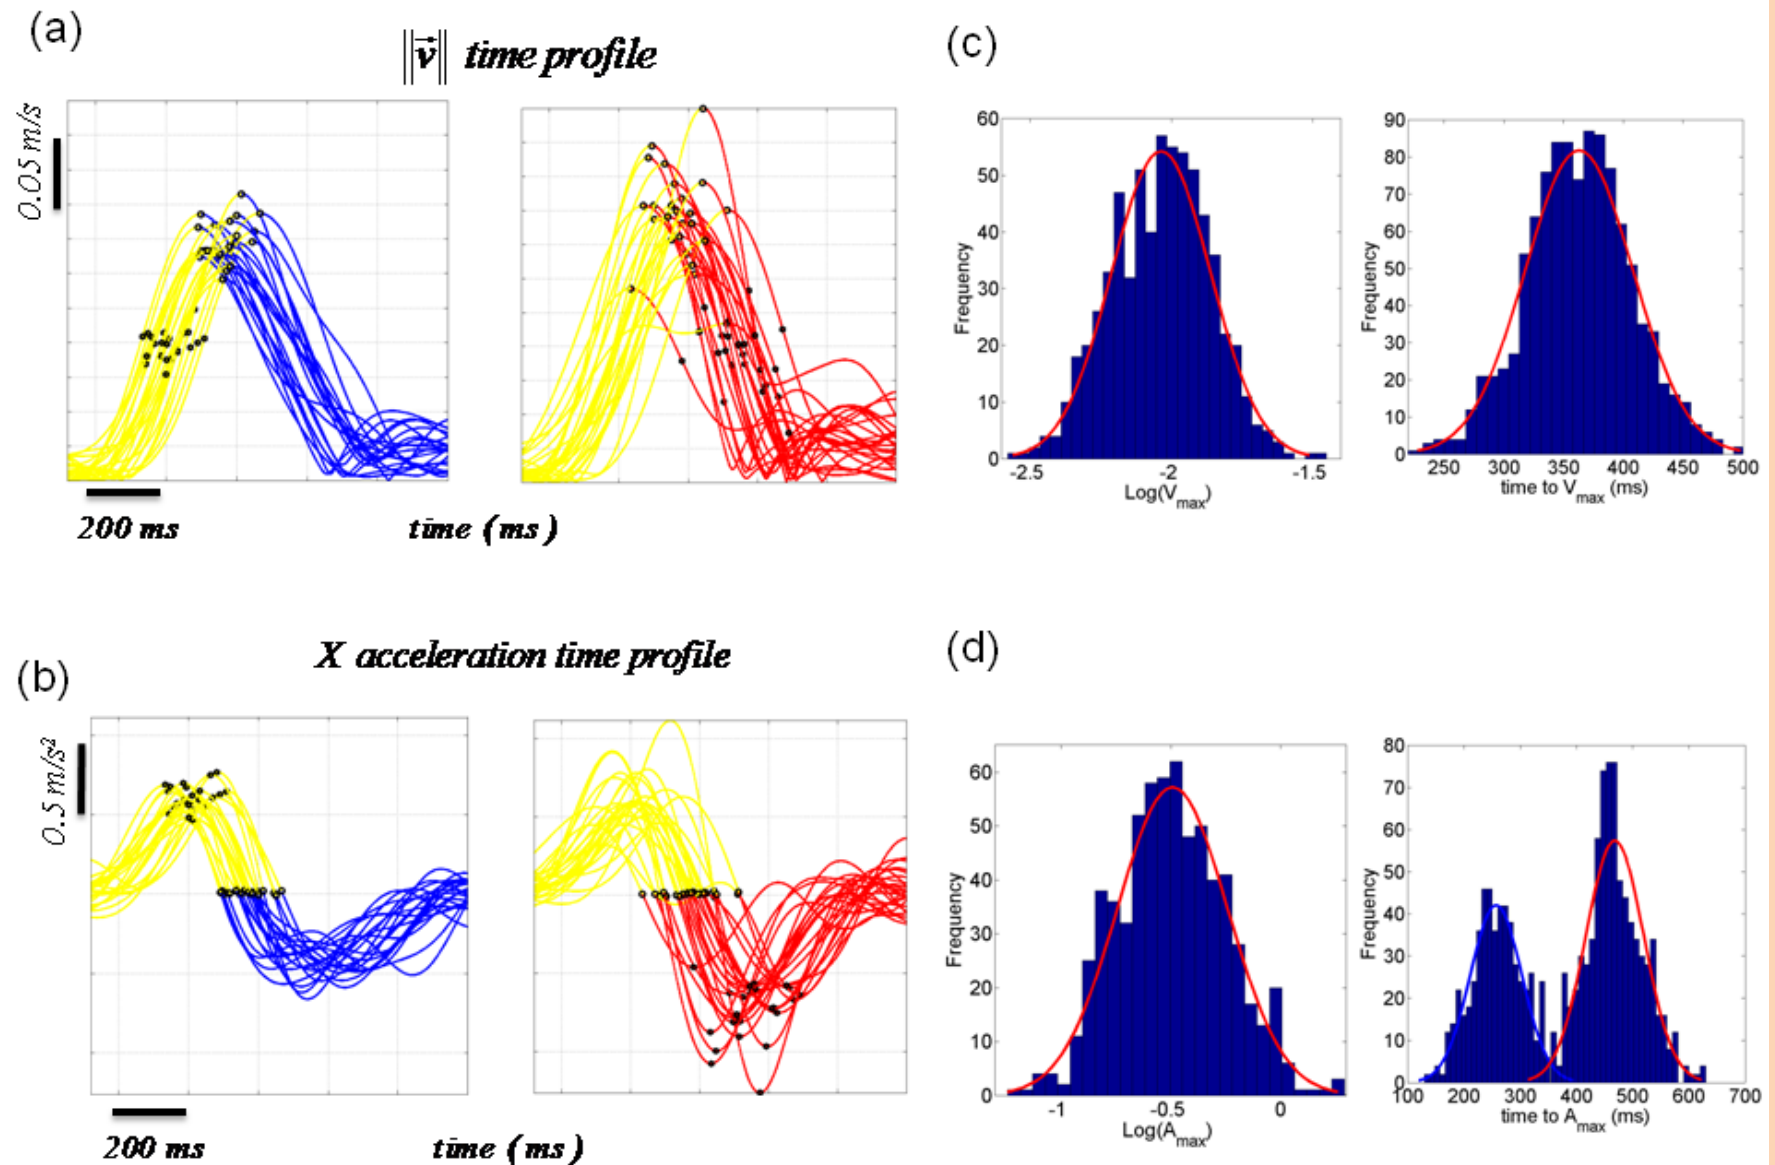 (a)
‖v⃗‖ time profile
0.05 m/s
200 ms
time (ms)
(c)
60
50
40
30
20
10
0
Frequency
-2.5
-2
-1.5
Log(Vmax)
90
80
70
60
50
40
30
20
10
0
Frequency
250
300
350
400
450
500
time to Vmax (ms)
X acceleration time profile
(b)
0.5 m/s²
200 ms
time (ms)
(d)
60
50
40
30
20
10
0
Frequency
-1
-0.5
0
Log(Amax)
80
70
60
50
40
30
20
10
0
Frequency
100
200
300
400
500
600
700
time to Amax (ms)